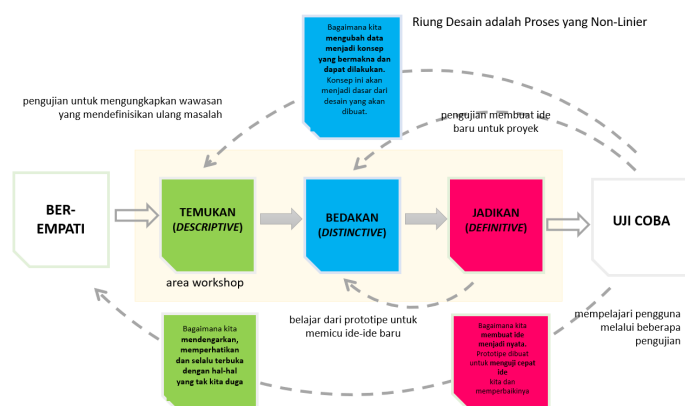 Riung Desain adalah Proses yang Non-Linier
Bagaimana kita
mengubah data
menjadi konsep
yang bermakna dan
dapat dilakukan.
Konsep ini akan
menjadi dasar dari
desain yang akan
dibuat.
pengujian untuk mengungkapkan wawasan
yang mendefinisikan ulang masalah
pengujian membuat ide
baru untuk proyek
BER-
EMPATI
TEMUKAN
(DESCRIPTIVE)
BEDAKAN
(DISTINCTIVE)
JADIKAN
(DEFINITIVE)
UJI COBA
area workshop
belajar dari prototipe untuk
memicu ide-ide baru
mempelajari pengguna
melalui beberapa
pengujian
Bagaimana kita
mendengarkan,
memperhatikan
dan selalu terbuka
dengan hal-hal
yang tak kita duga
Bagaimana kita
membuat ide
menjadi nyata.
Prototipe dibuat
untuk menguji cepat
ide
kita dan
memperbaikinya